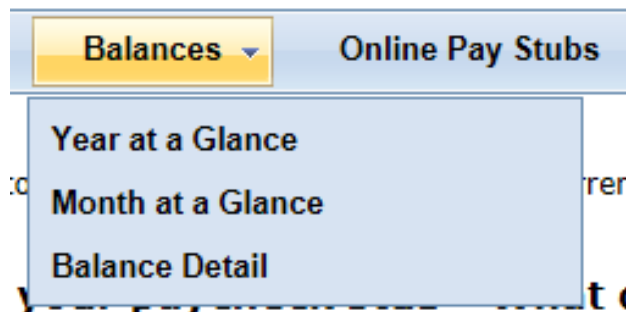 Balances Online Pay Stubs
Year at a Glance
Month at a Glance
Balance Detail